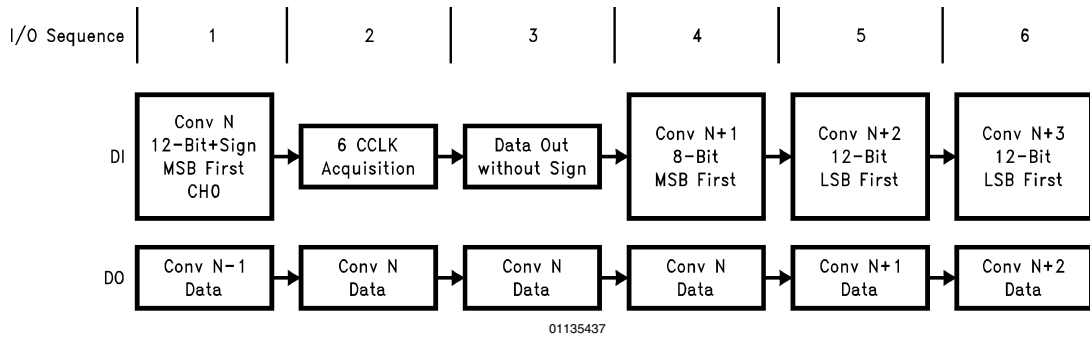 I/O Sequence 1 2 3 4 5 6
DI
Conv N
12-Bit+Sign
MSB First
CH0
6 CCLK
Acquisition
Data Out
without Sign
Conv N+1
8-Bit
MSB First
Conv N+2
12-Bit
LSB First
Conv N+3
12-Bit
LSB First
DO
Conv N-1
Data
Conv N
Data
Conv N
Data
Conv N
Data
Conv N+1
Data
Conv N+2
Data
01135437